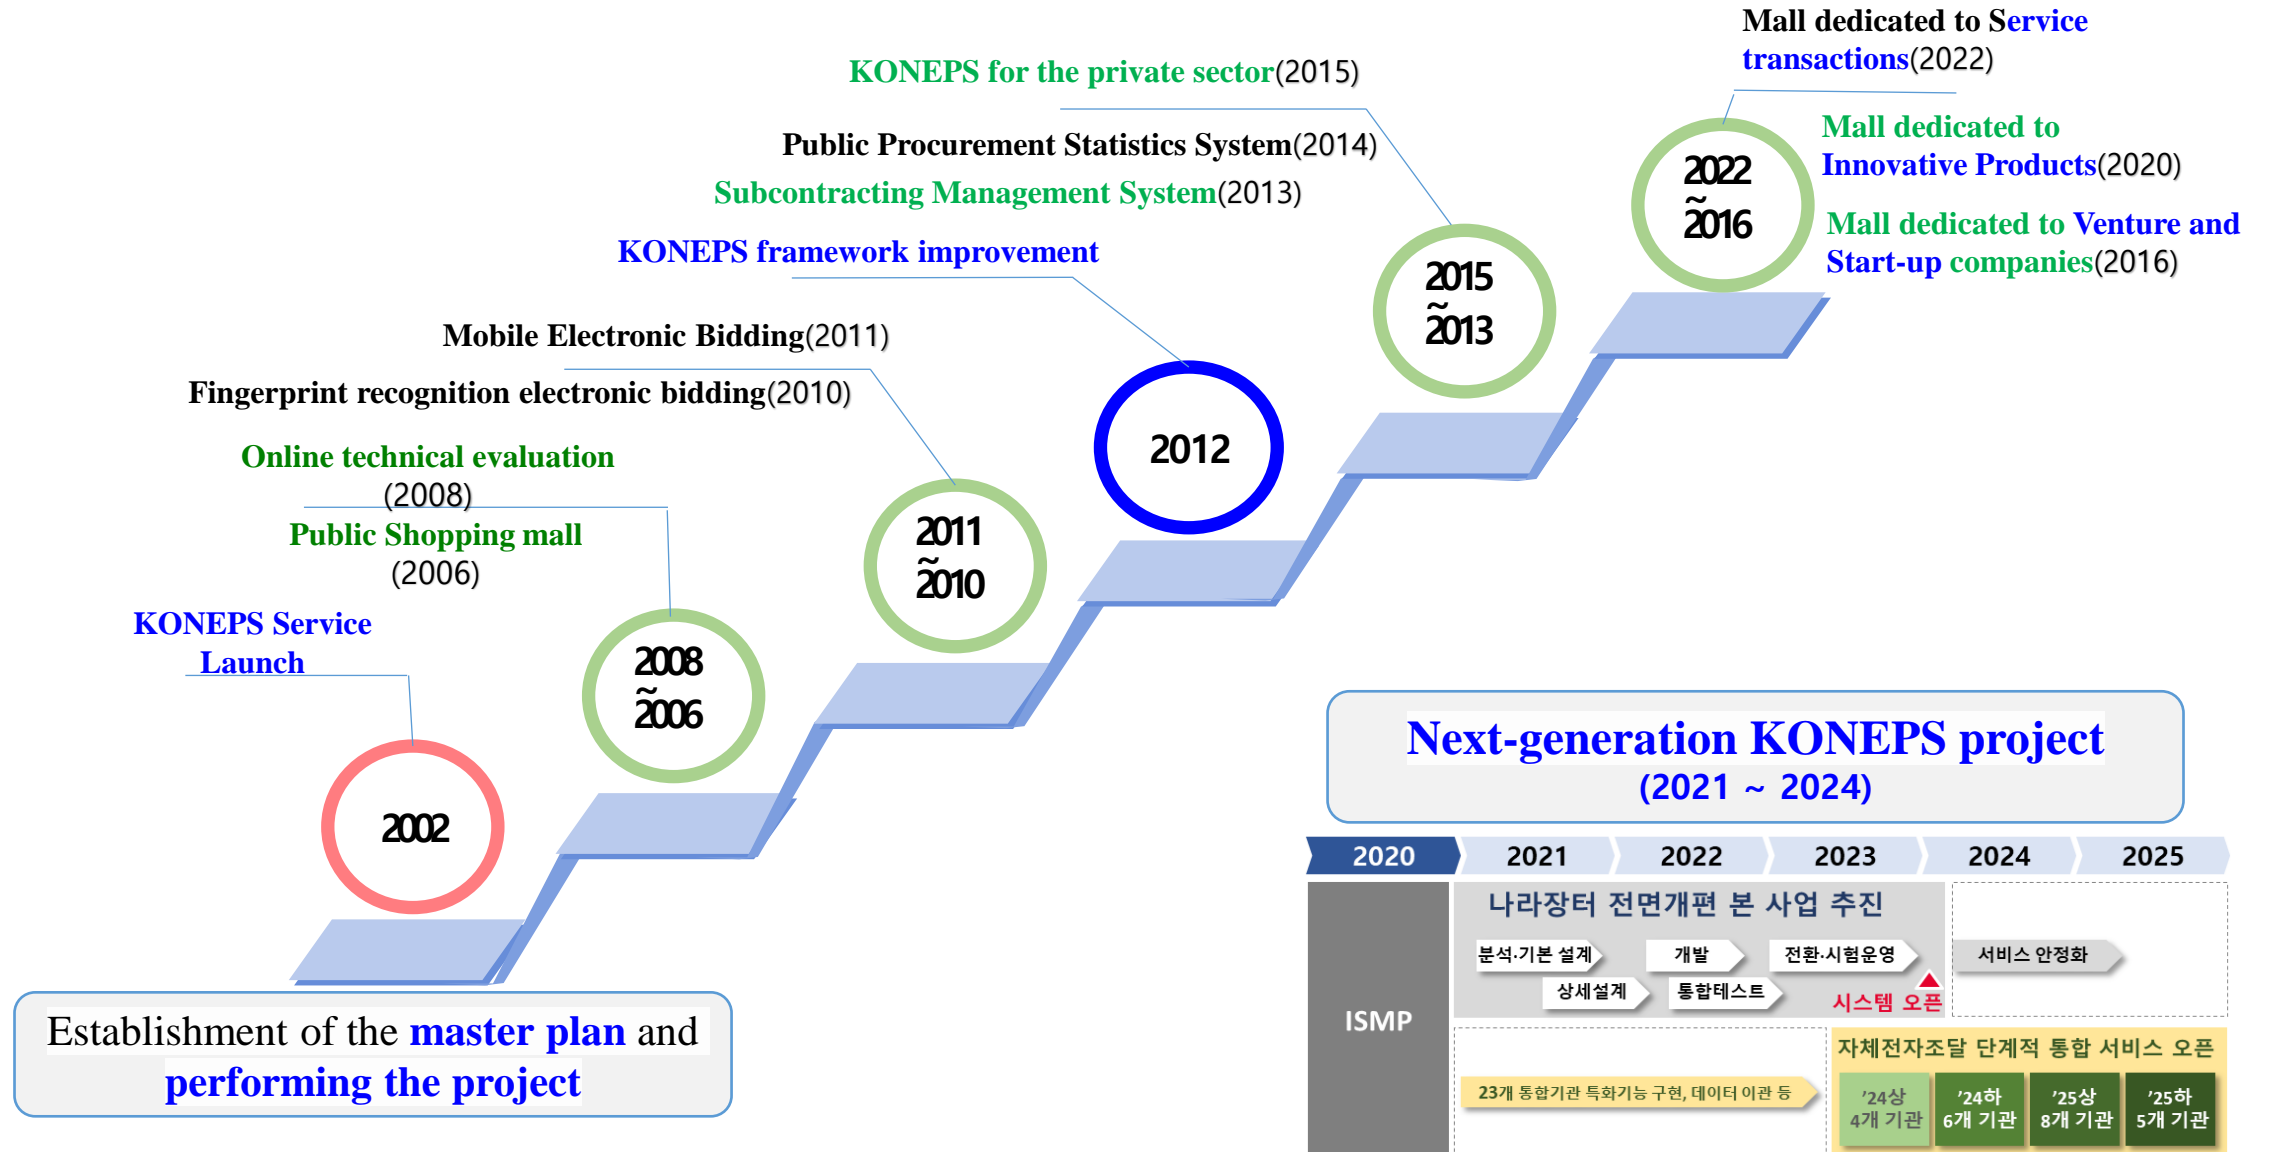 Mall dedicated to Service
transactions(2022)
KONEPS for the private sector(2015)
Mall dedicated to
Innovative Products(2020)
Public Procurement Statistics System(2014)
Subcontracting Management System(2013)
Mall dedicated to Venture and
Start-up companies(2016)
2022
~
2016
KONEPS framework improvement
2015
~
2013
Mobile Electronic Bidding(2011)
Fingerprint recognition electronic bidding(2010)
2012
Online technical evaluation
(2008)
Public Shopping mall
(2006)
2011
~
2010
KONEPS Service
Launch
2008
~
2006
2002
Establishment of the master plan and
performing the project
Next-generation KONEPS project
(2021 ~ 2024)
2020 2021 2022 2023 2024 2025
ISMP
나라장터 전면개편 본 사업 추진
분석·기본 설계 개발 전환·시험운영 서비스 안정화
상세설계 통합테스트
시스템 오픈
자체전자조달 단계적 통합 서비스 오픈
23개 통합기관 특화기능 구현, 데이터 이관 등
'24상
4개 기관
'24하
6개 기관
'25상
8개 기관
'25하
5개 기관